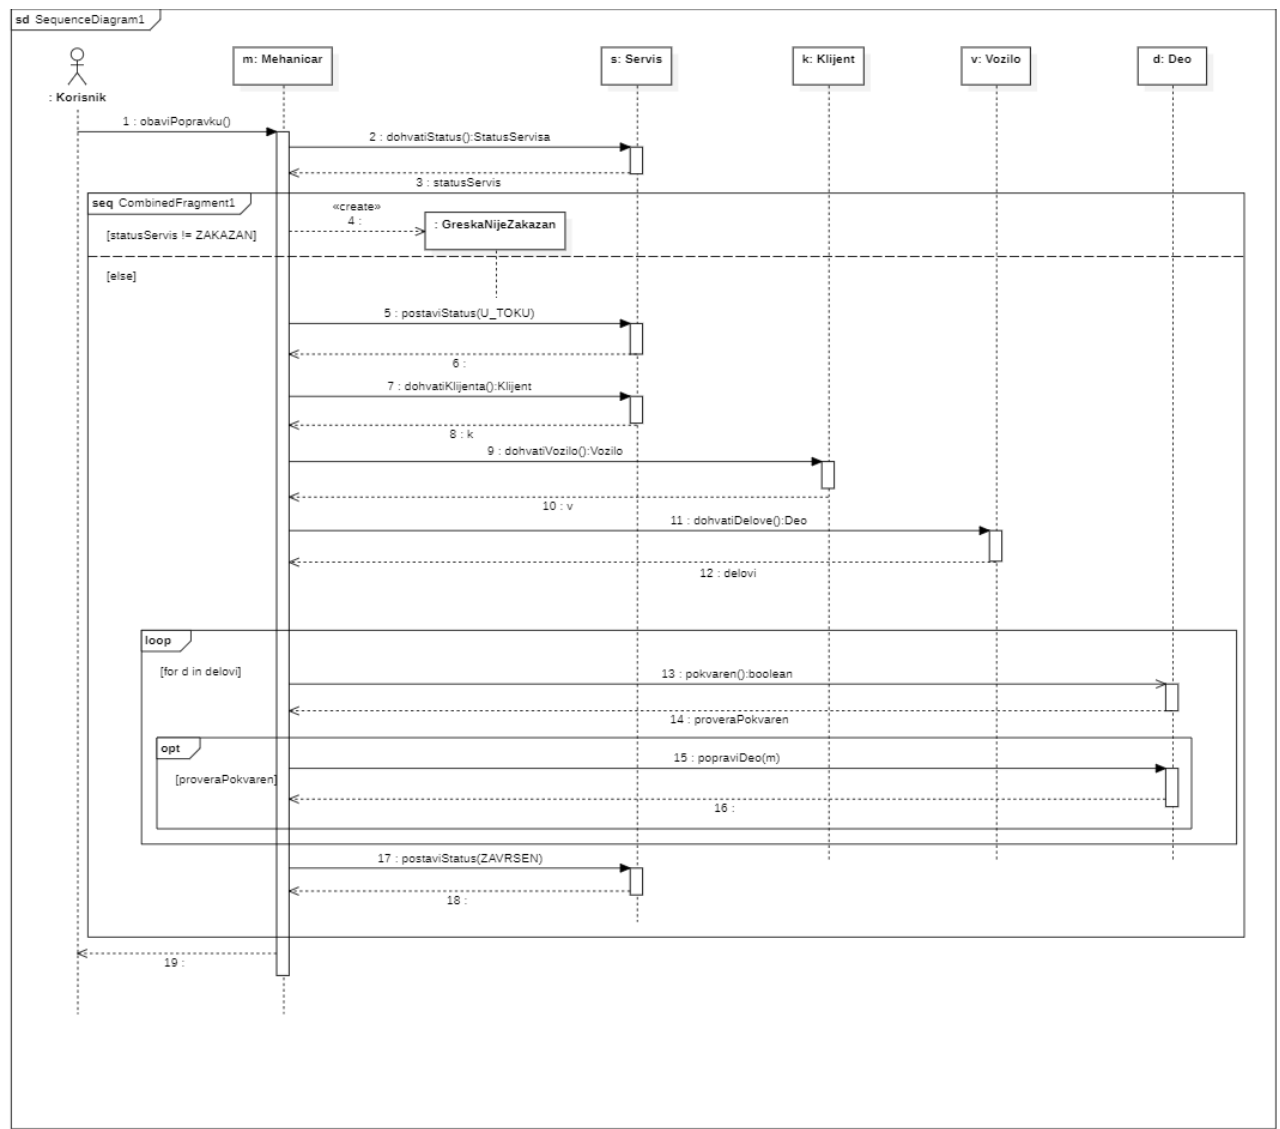 sd SequenceDiagram1
: Korisnik
m: Mehanicar
s: Servis
k: Klijent
v: Vozilo
d: Deo
1 : obaviPopravku()
2 : dohvatiStatus():StatusServisa
3 : statusServis
seq CombinedFragment1
«create»
4 :
: GreskaNijeZakazan
[statusServis != ZAKAZAN]
[else]
5 : postaviStatus(U_TOKU)
6 :
7 : dohvatiKlijenta():Klijent
8 : k
9 : dohvatiVozilo():Vozilo
10 : v
11 : dohvatiDelove():Deo
12 : delovi
loop
[for d in delovi]
13 : pokvaren():boolean
14 : proveraPokvaren
opt
15 : popraviDeo(m)
[proveraPokvaren]
16 :
17 : postaviStatus(ZAVRSEN)
18 :
19 :